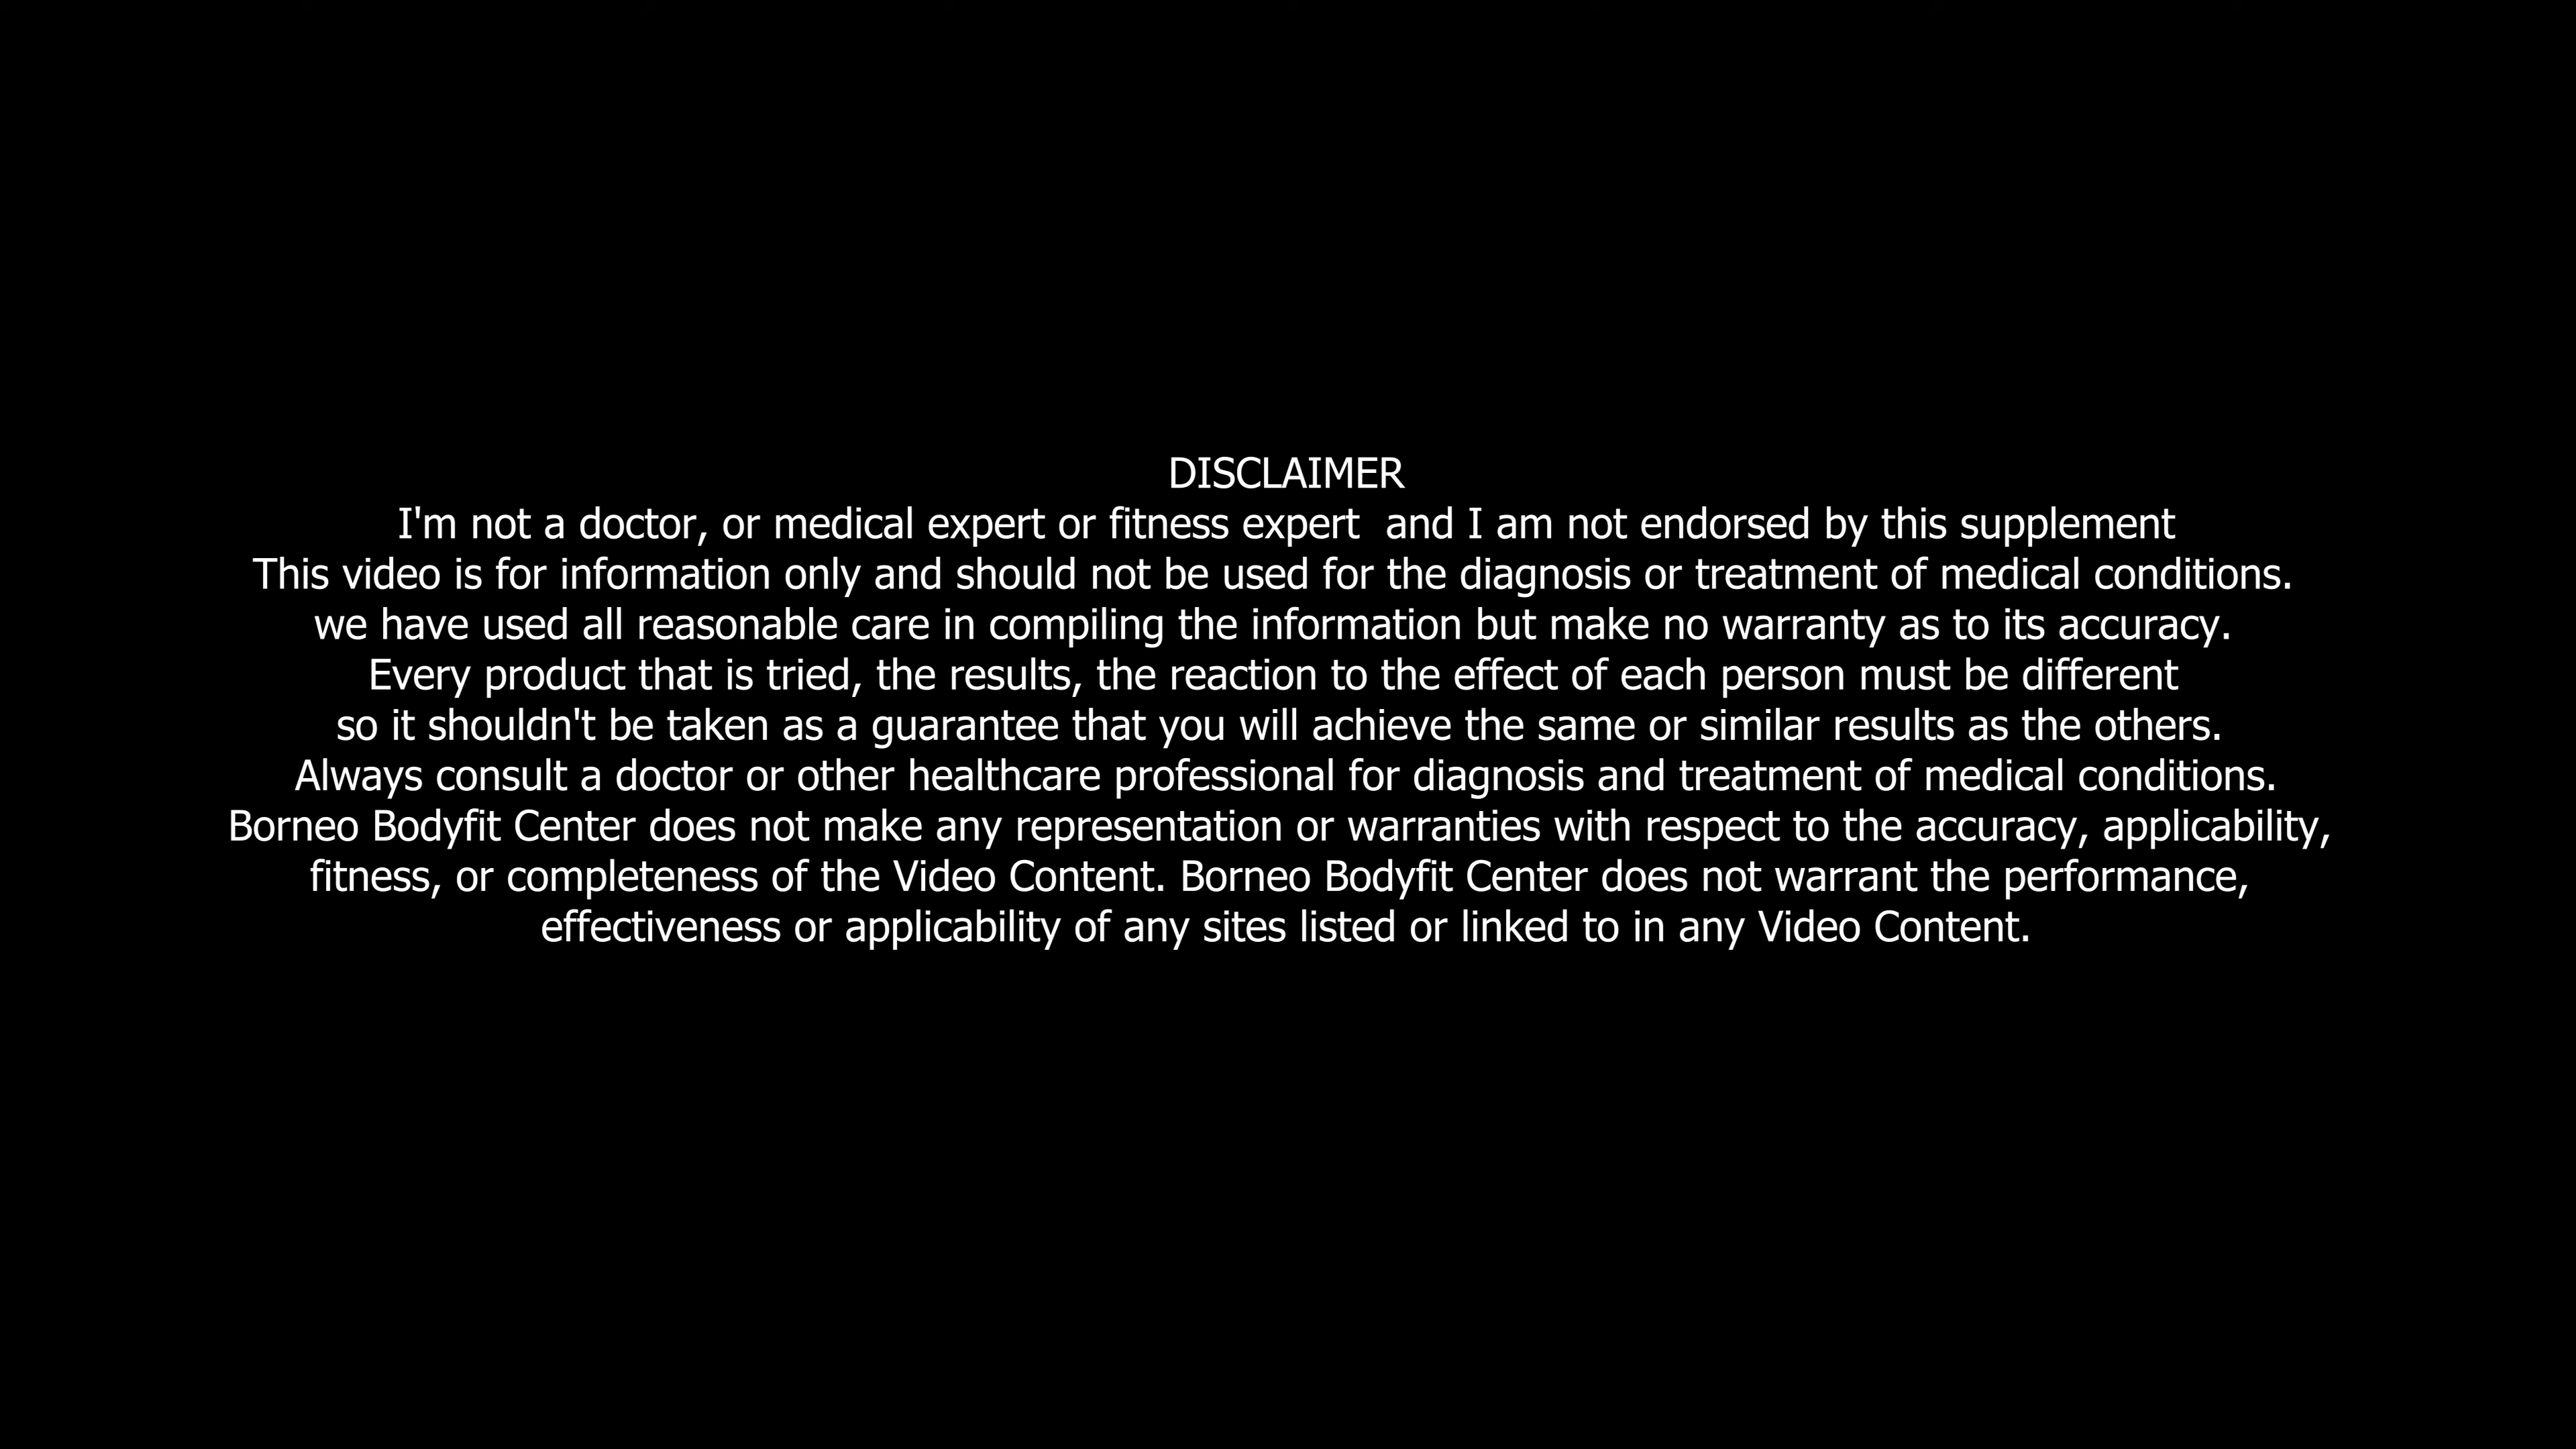 DISCLAIMER
I'm not a doctor, or medical expert or fitness expert  and I am not endorsed by this supplement
This video is for information only and should not be used for the diagnosis or treatment of medical conditions.
we have used all reasonable care in compiling the information but make no warranty as to its accuracy.
Every product that is tried, the results, the reaction to the effect of each person must be different
so it shouldn't be taken as a guarantee that you will achieve the same or similar results as the others.
Always consult a doctor or other healthcare professional for diagnosis and treatment of medical conditions.
Borneo Bodyfit Center does not make any representation or warranties with respect to the accuracy, applicability,
fitness, or completeness of the Video Content. Borneo Bodyfit Center does not warrant the performance,
effectiveness or applicability of any sites listed or linked to in any Video Content.